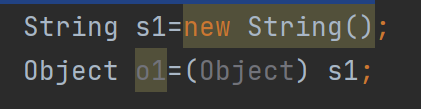 String s1=new String();
Object o1=(Object) s1;